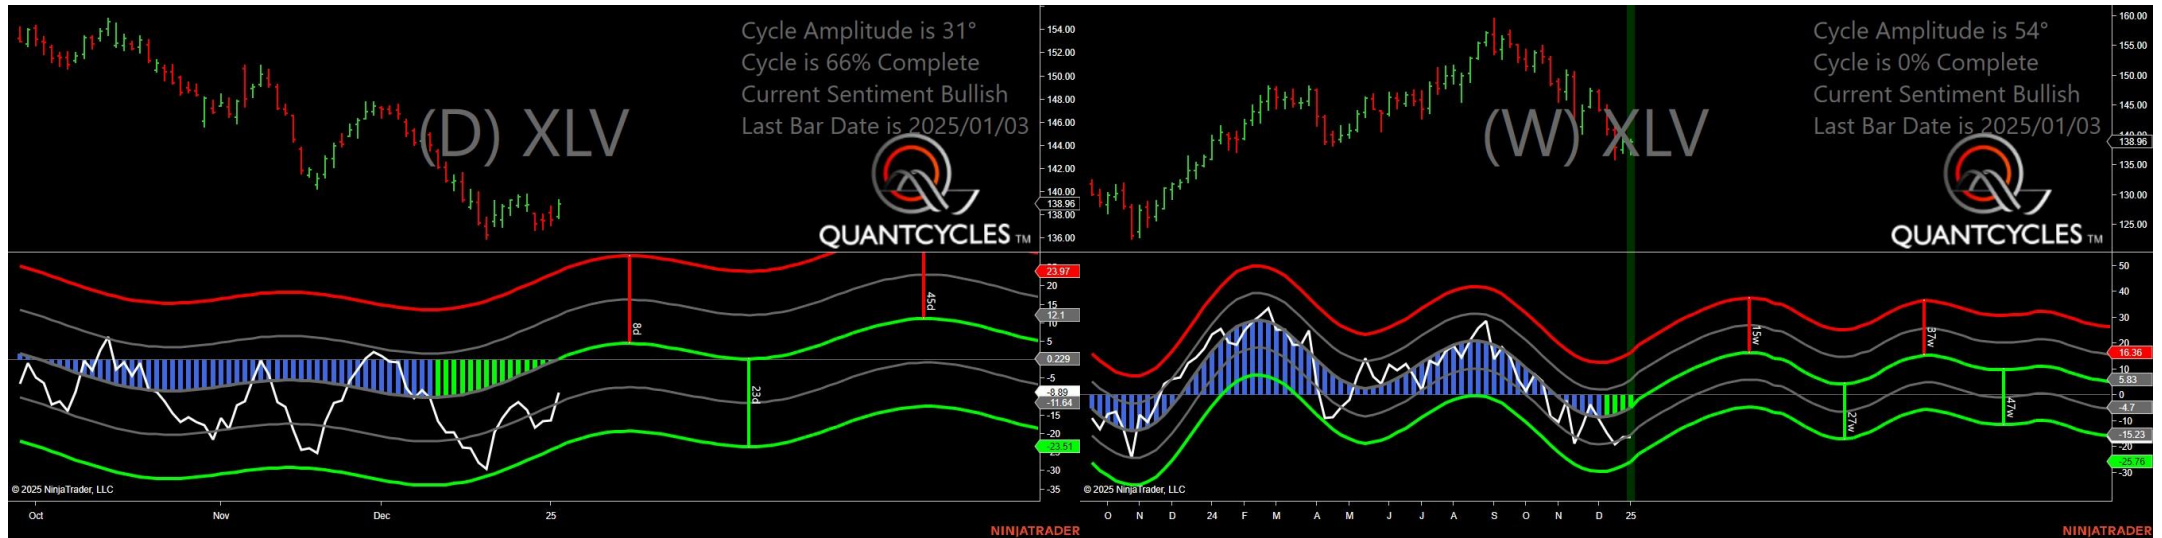 Cycle Amplitude is 31°
Cycle is 66% Complete
Current Sentiment Bullish
Last Bar Date is 2025/01/03
(D) XLV
QUANTCYCLES TM
154.00
152.00
150.00
148.00
146.00
144.00
142.00
140.00
138.96
138.00
136.00
23.97
20
15
12.1
10
5
0.229
-5
-8.89
-11.64
-15
-20
-23.51
-30
-35
8d
23d
45d
© 2025 NinjaTrader, LLC
Oct
Nov
Dec
25
NINJATRADER
Cycle Amplitude is 54°
Cycle is 0% Complete
Current Sentiment Bullish
Last Bar Date is 2025/01/03
(W) XLV
QUANTCYCLES TM
160.00
155.00
150.00
145.00
140.00
138.96
135.00
130.00
125.00
50
40
30
20
16.36
10
5.83
0
-4.7
-10
-15.23
-20
-25.76
-30
15w
27w
37w
47w
© 2025 NinjaTrader, LLC
O N D 24 F M A M J J A S O N D 25
NINJATRADER